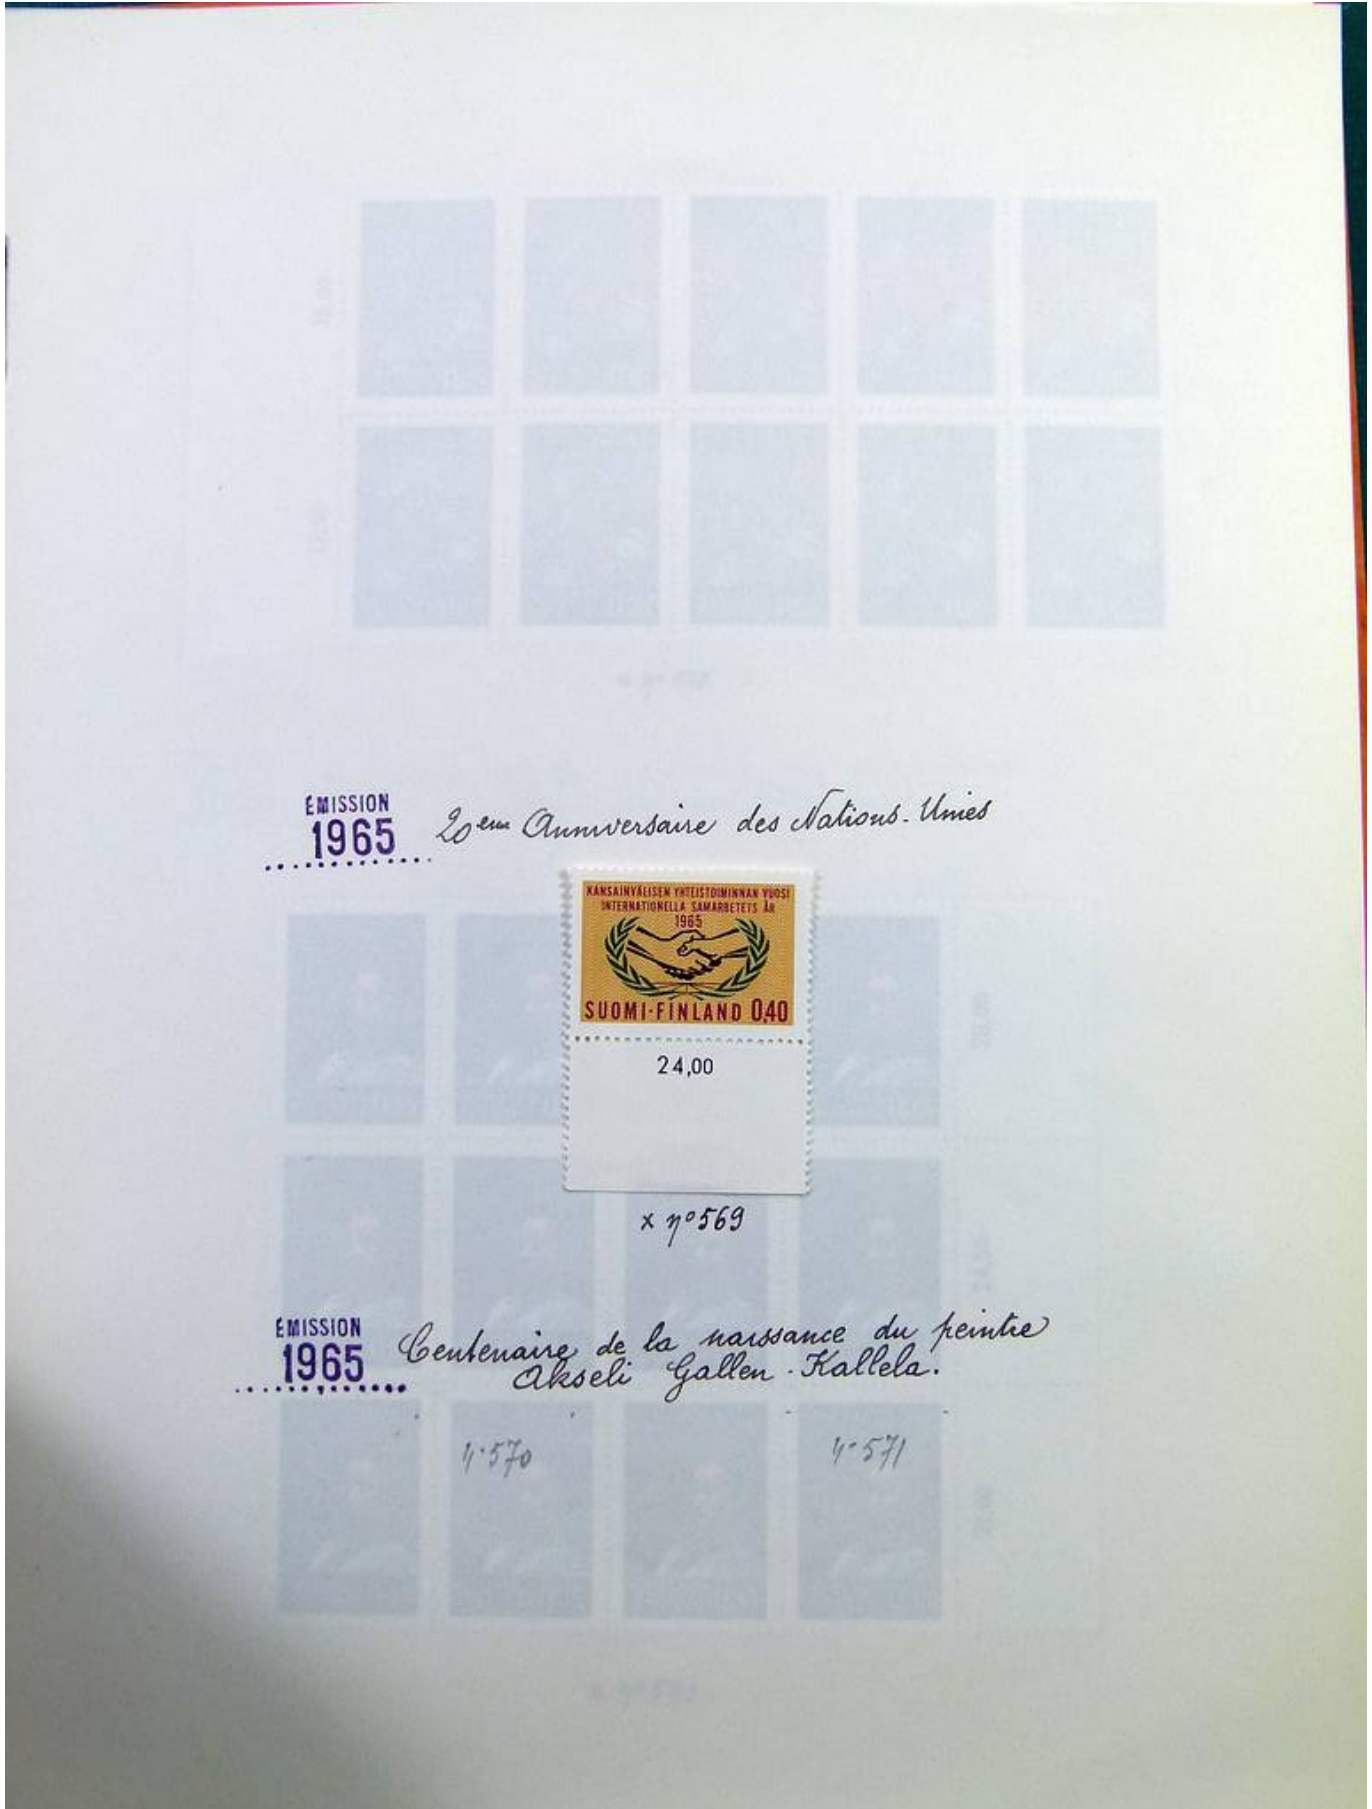 ÉMISSION
1965
20eme Anniversaire des Nations-Unies
KANSAINVÄLISEN YHTEISTOIMINNAN VUOSI
INTERNATIONELLA SAMARBETETS ÅR
1965
SUOMI-FINLAND 0,40
24,00
x n°569
ÉMISSION
1965
Centenaire de la naissance du peintre
Akseli Gallen-Kallela.
n°570
n°571